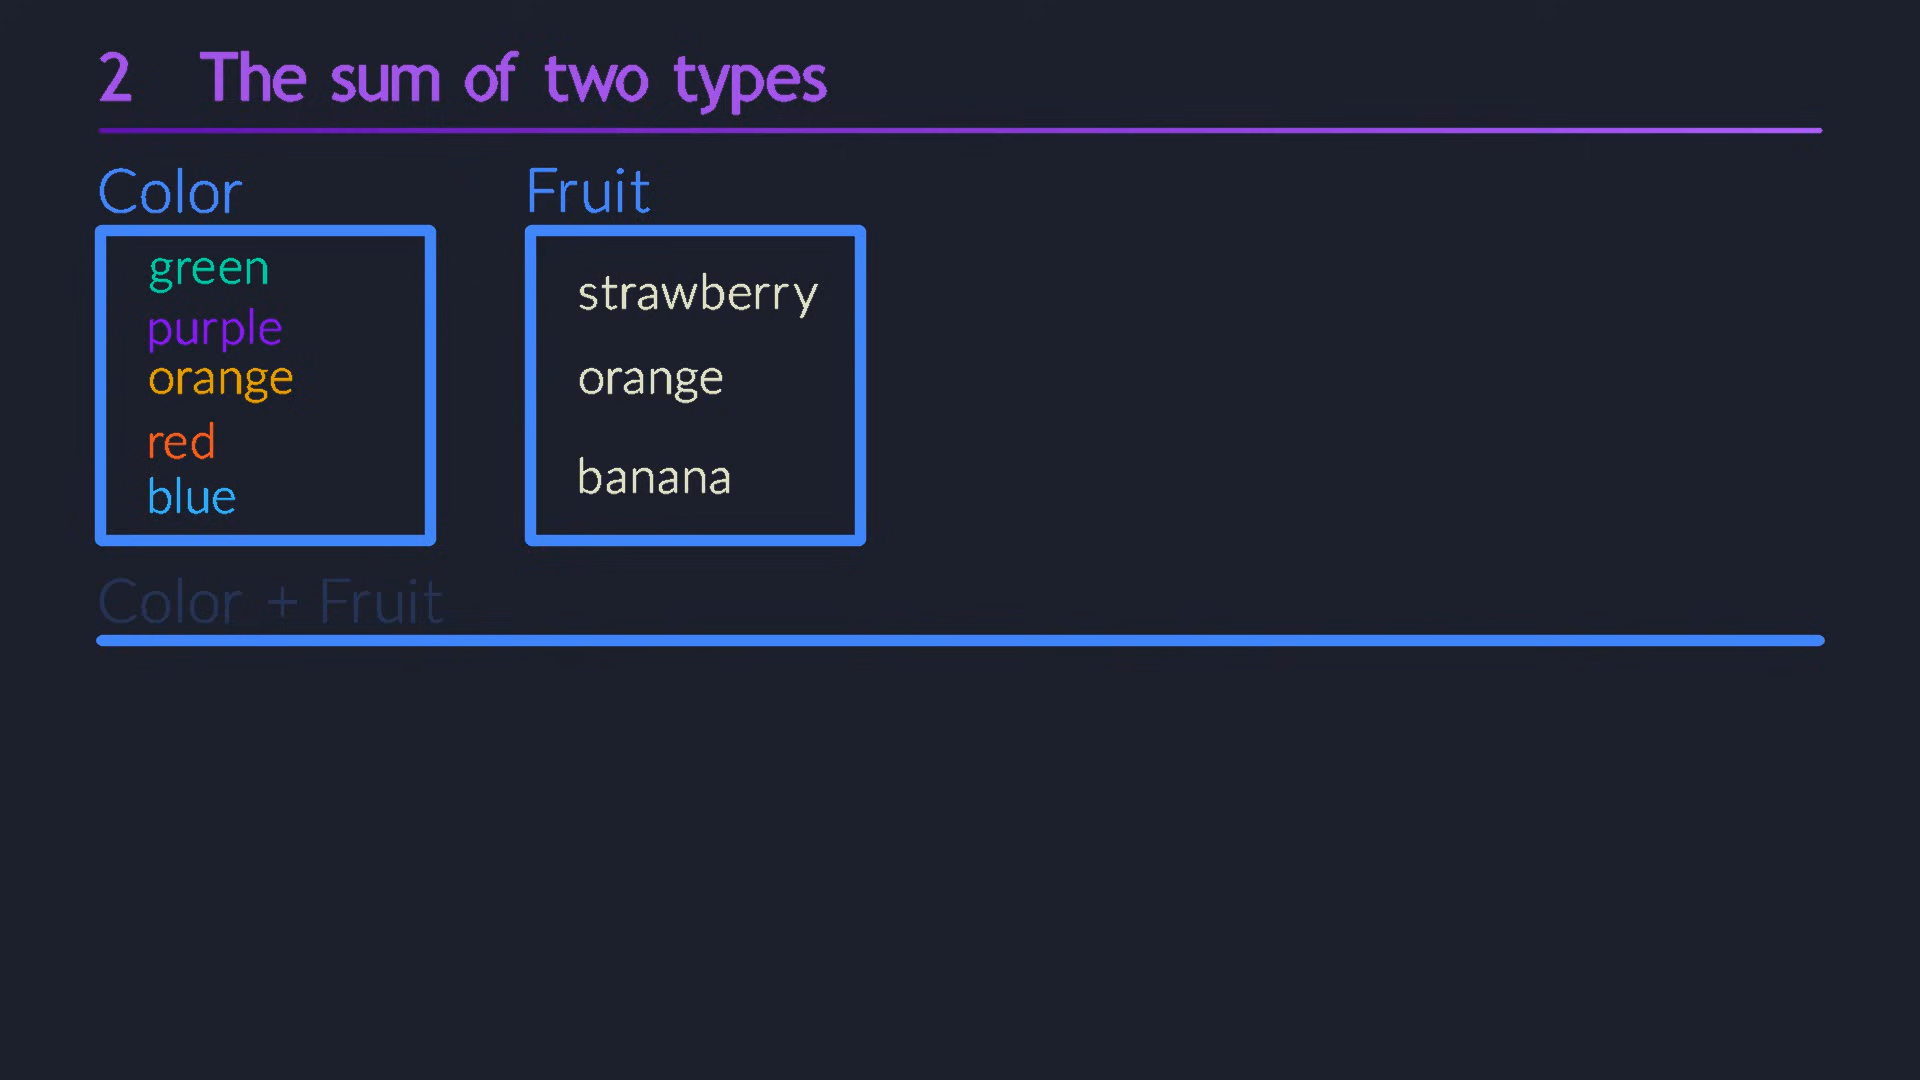 2 The sum of two types
Color
green
purple
orange
red
blue
Fruit
strawberry
orange
banana
Color + Fruit